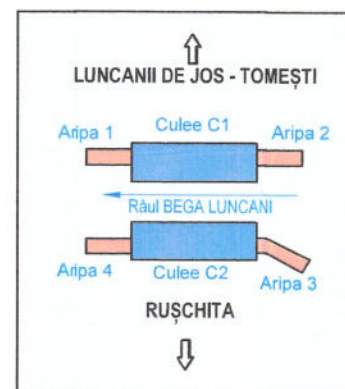 LUNCANII DE JOS - TOMEȘTI
Aripa 1
Culee C1
Aripa 2
Râul BEGA LUNCANI
Aripa 4
Culee C2
Aripa 3
RUȘCHITA